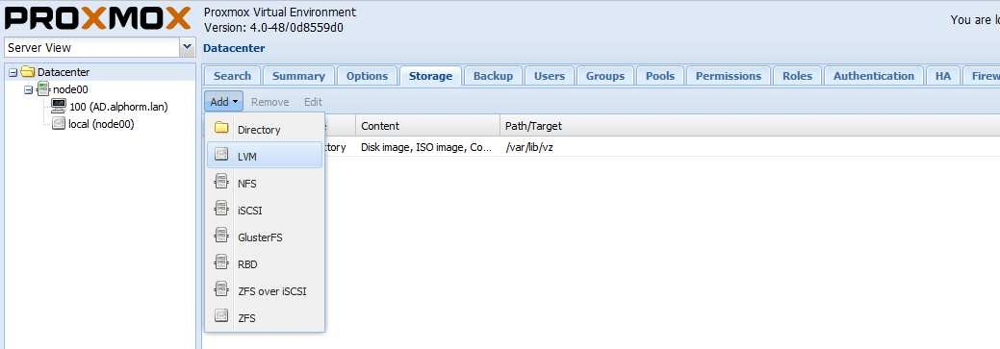 PROXMOX
Proxmox Virtual Environment
Version: 4.0-48/0d8559d0
You are lo
Server View
Datacenter
Datacenter
node00
100 (AD.alphorm.lan)
local (node00)
Search Summary Options Storage Backup Users Groups Pools Permissions Roles Authentication HA Firew
Add Remove Edit
Content Path/Target
Disk image, ISO image, Co... /var/lib/vz
Directory
LVM
NFS
iSCSI
GlusterFS
RBD
ZFS over iSCSI
ZFS